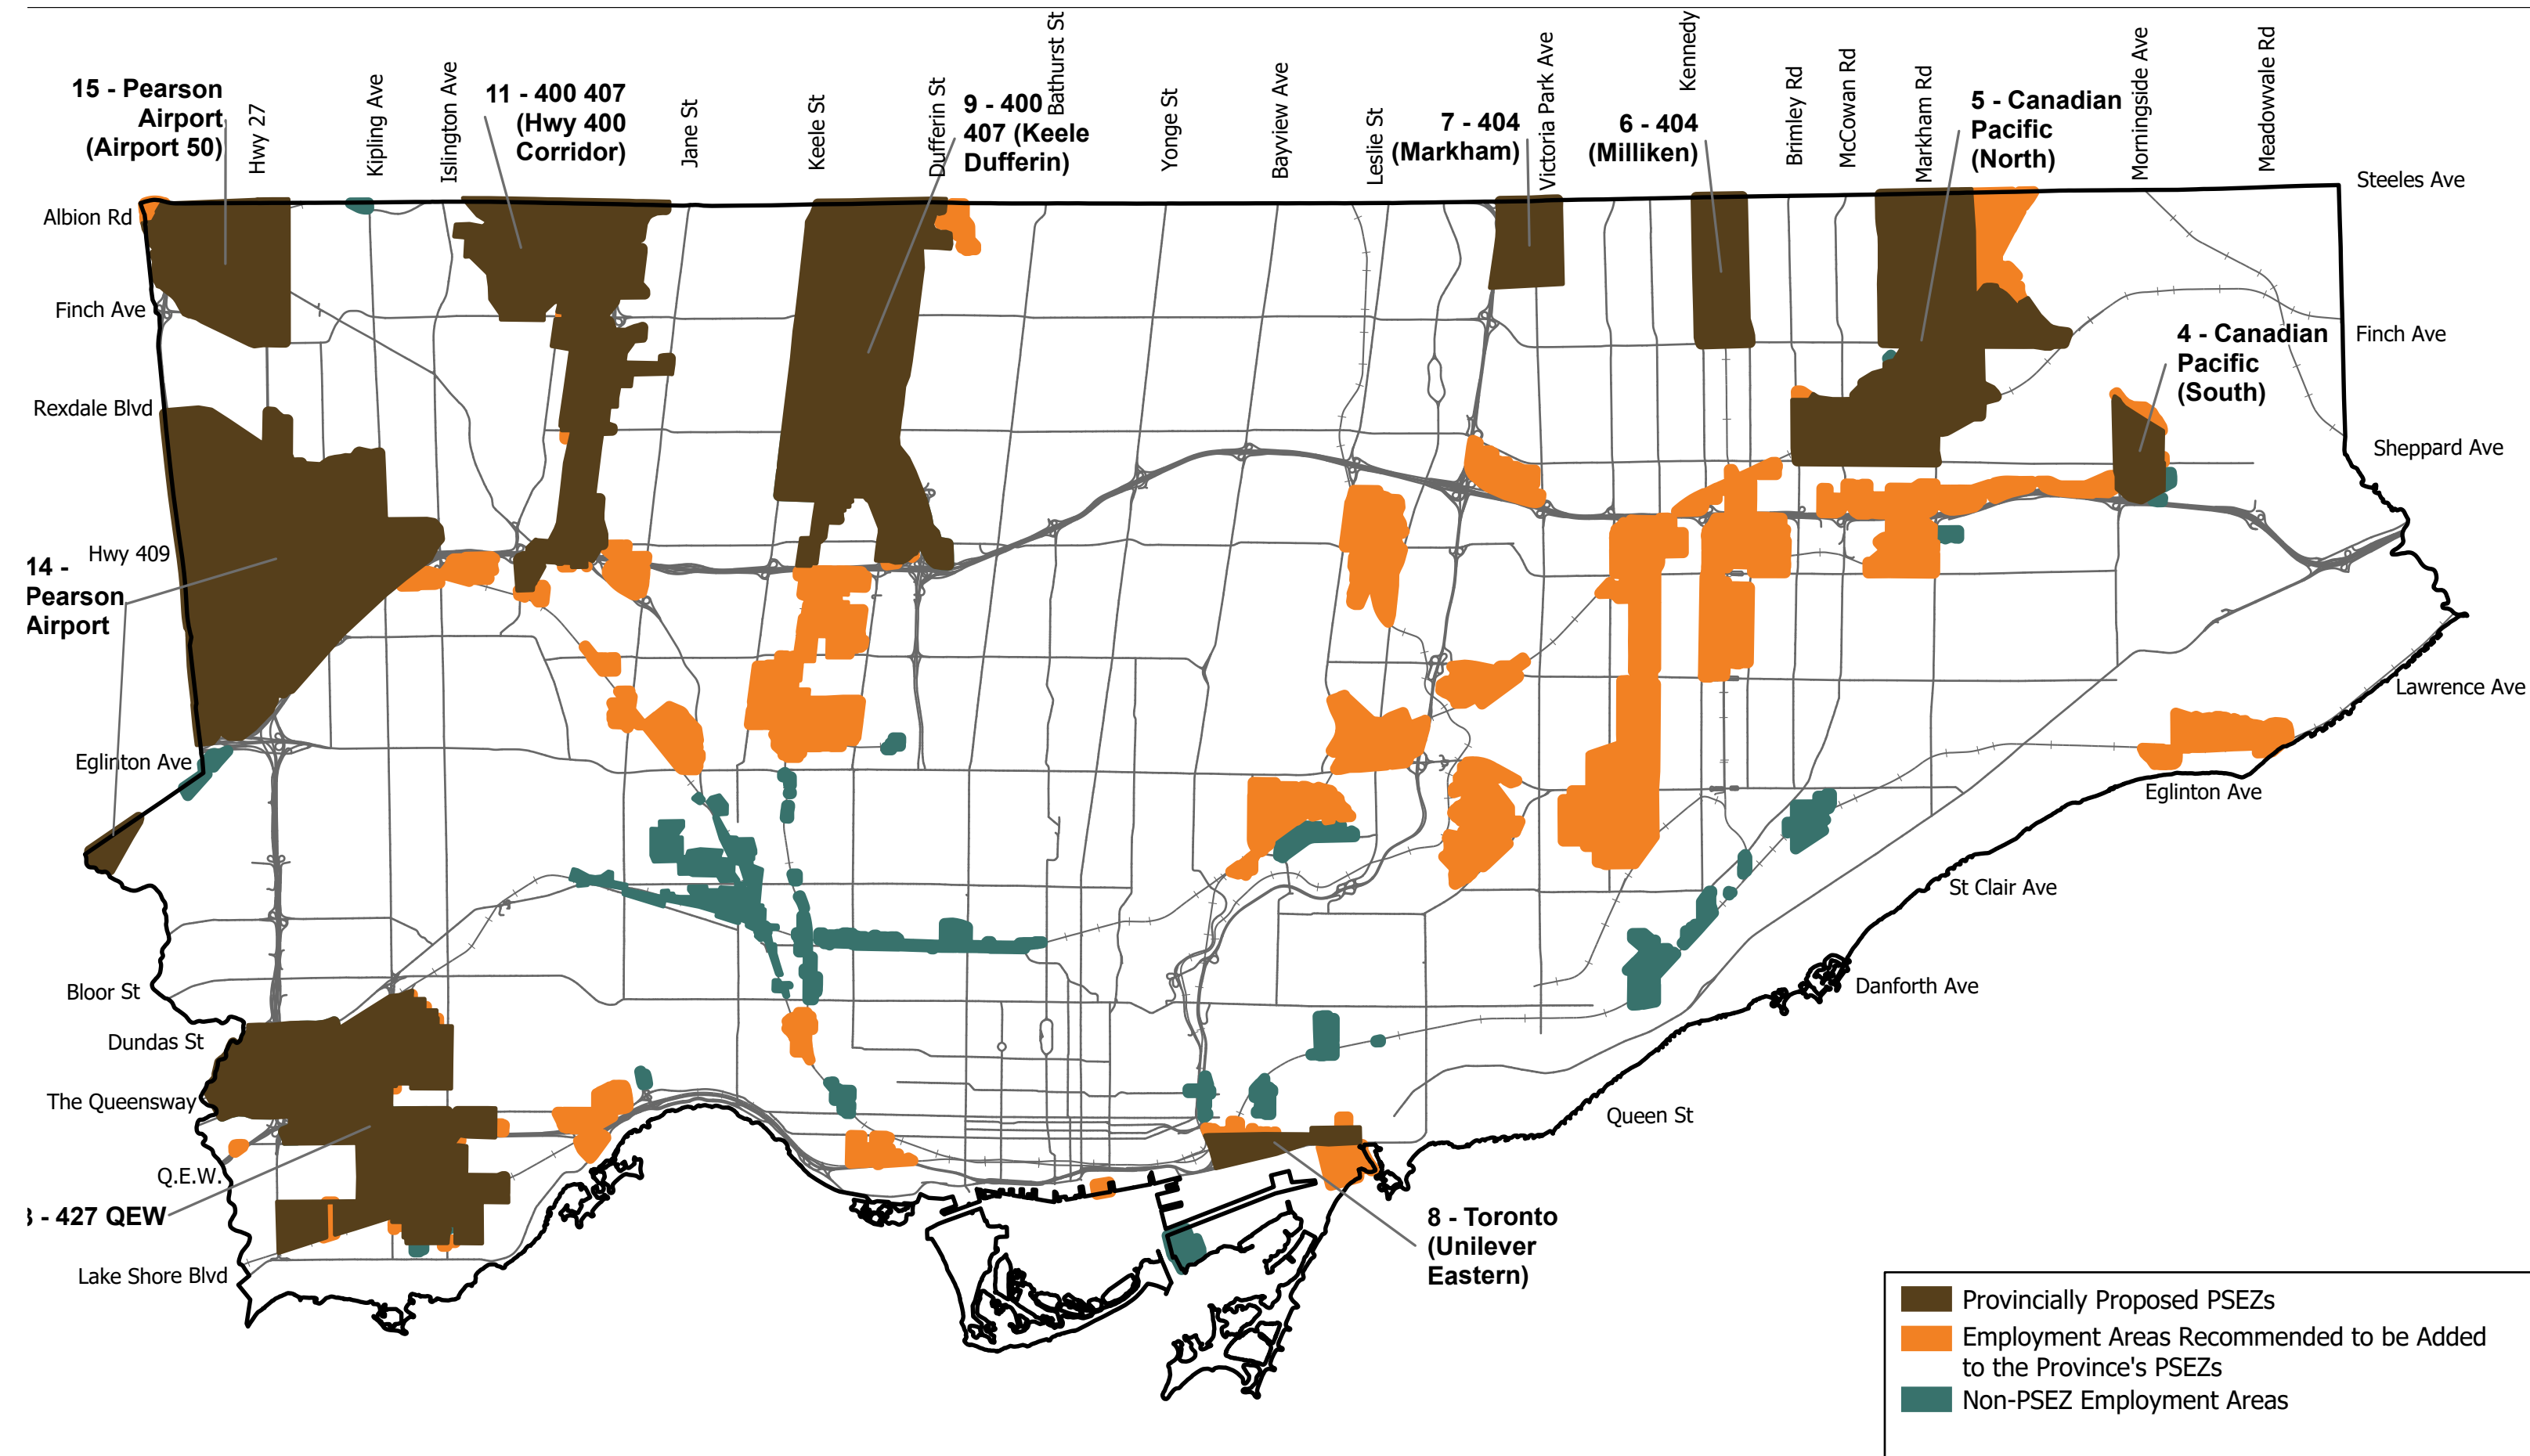 15 - Pearson
Airport
(Airport 50)
Hwy 27
Kipling Ave
Islington Ave
11 - 400 407
(Hwy 400
Corridor)
Jane St
Keele St
Dufferin St
9 - 400
407 (Keele
Dufferin)
Bathurst St
Yonge St
Bayview Ave
Leslie St
7 - 404
(Markham)
Victoria Park Ave
6 - 404
(Milliken)
Kennedy
Brimley Rd
McCowan Rd
Markham Rd
5 - Canadian
Pacific
(North)
Morningside Ave
Meadowvale Rd
Steeles Ave
Albion Rd
Finch Ave
Finch Ave
4 - Canadian
Pacific
(South)
Rexdale Blvd
Sheppard Ave
Hwy 409
14 -
Pearson
Airport
Lawrence Ave
Eglinton Ave
Eglinton Ave
St Clair Ave
Bloor St
Danforth Ave
Dundas St
The Queensway
Queen St
Q.E.W.
- 427 QEW
8 - Toronto
(Unilever
Eastern)
Lake Shore Blvd
Provincially Proposed PSEZs
Employment Areas Recommended to be Added
to the Province's PSEZs
Non-PSEZ Employment Areas